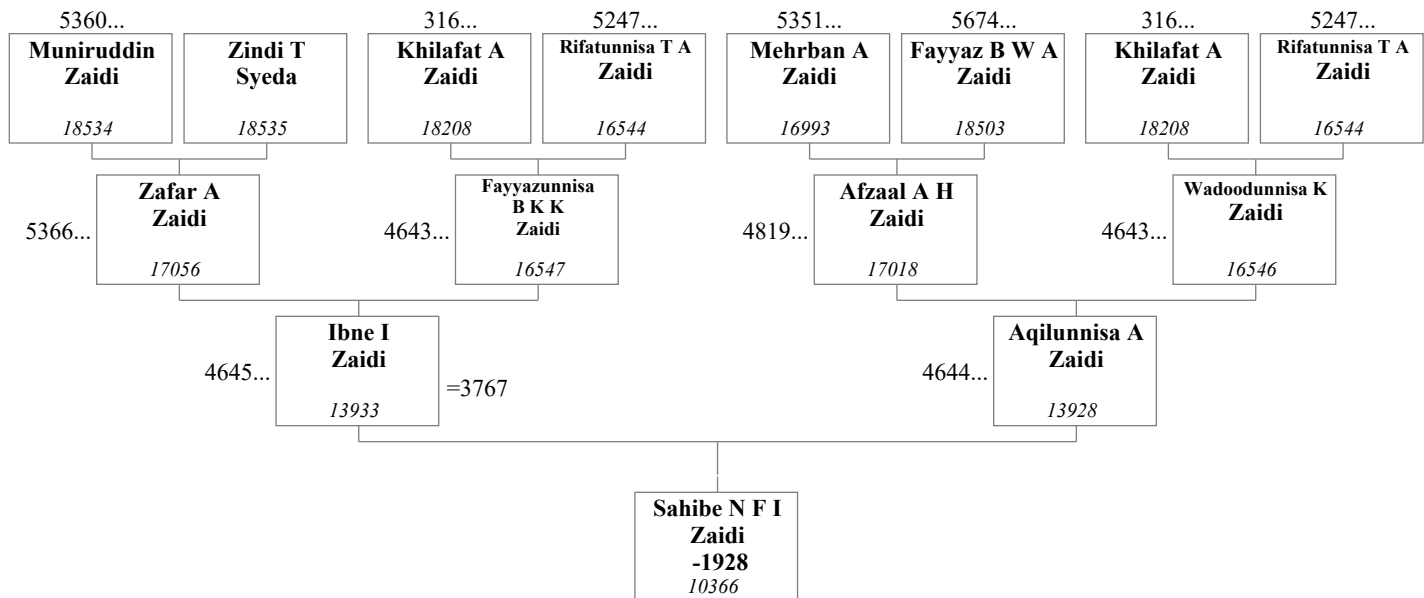 5360... 316... 5247... 5351... 5674... 316... 5247...
Muniruddin
Zaidi
18534
Zindi T
Syeda
18535
Khilafat A
Zaidi
18208
Rifatunnisa T A
Zaidi
16544
Mehrban A
Zaidi
16993
Fayyaz B W A
Zaidi
18503
Khilafat A
Zaidi
18208
Rifatunnisa T A
Zaidi
16544
5366...
Zafar A
Zaidi
17056
4643...
Fayyazunnisa
B K K
Zaidi
16547
4819...
Afzaal A H
Zaidi
17018
4643...
Wadoodunnisa K
Zaidi
16546
4645...
Ibne I
Zaidi
13933
=3767
4644...
Aqilunnisa A
Zaidi
13928
Sahibe N F I
Zaidi
-1928
10366